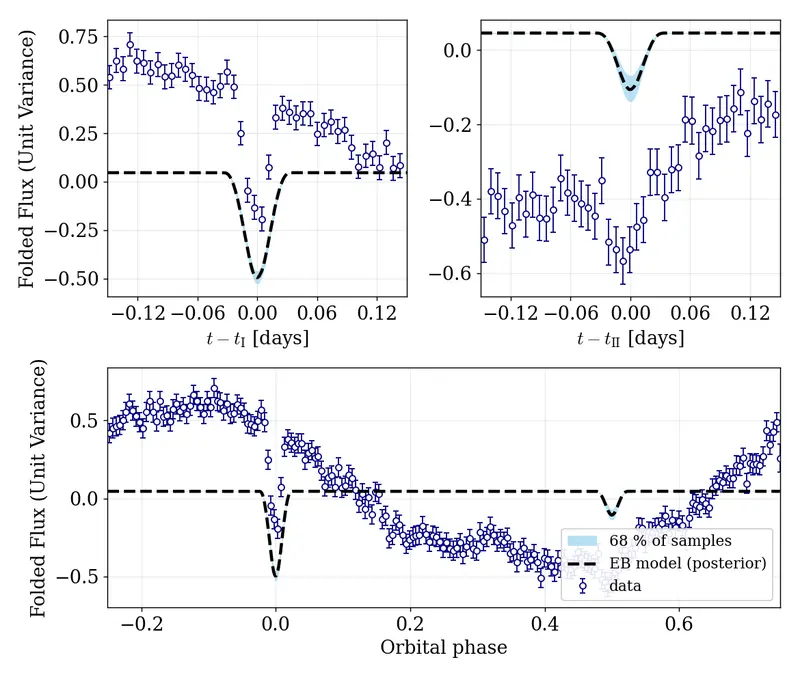 Folded Flux (Unit Variance)
0.75
0.50
0.25
0.00
−0.25
−0.50
−0.12 −0.06 0.00 0.06 0.12
t − tI [days]
0.0
−0.2
−0.4
−0.6
−0.12 −0.06 0.00 0.06 0.12
t − tII [days]
Folded Flux (Unit Variance)
0.5
0.0
−0.5
68 % of samples
EB model (posterior)
data
−0.2 0.0 0.2 0.4 0.6
Orbital phase